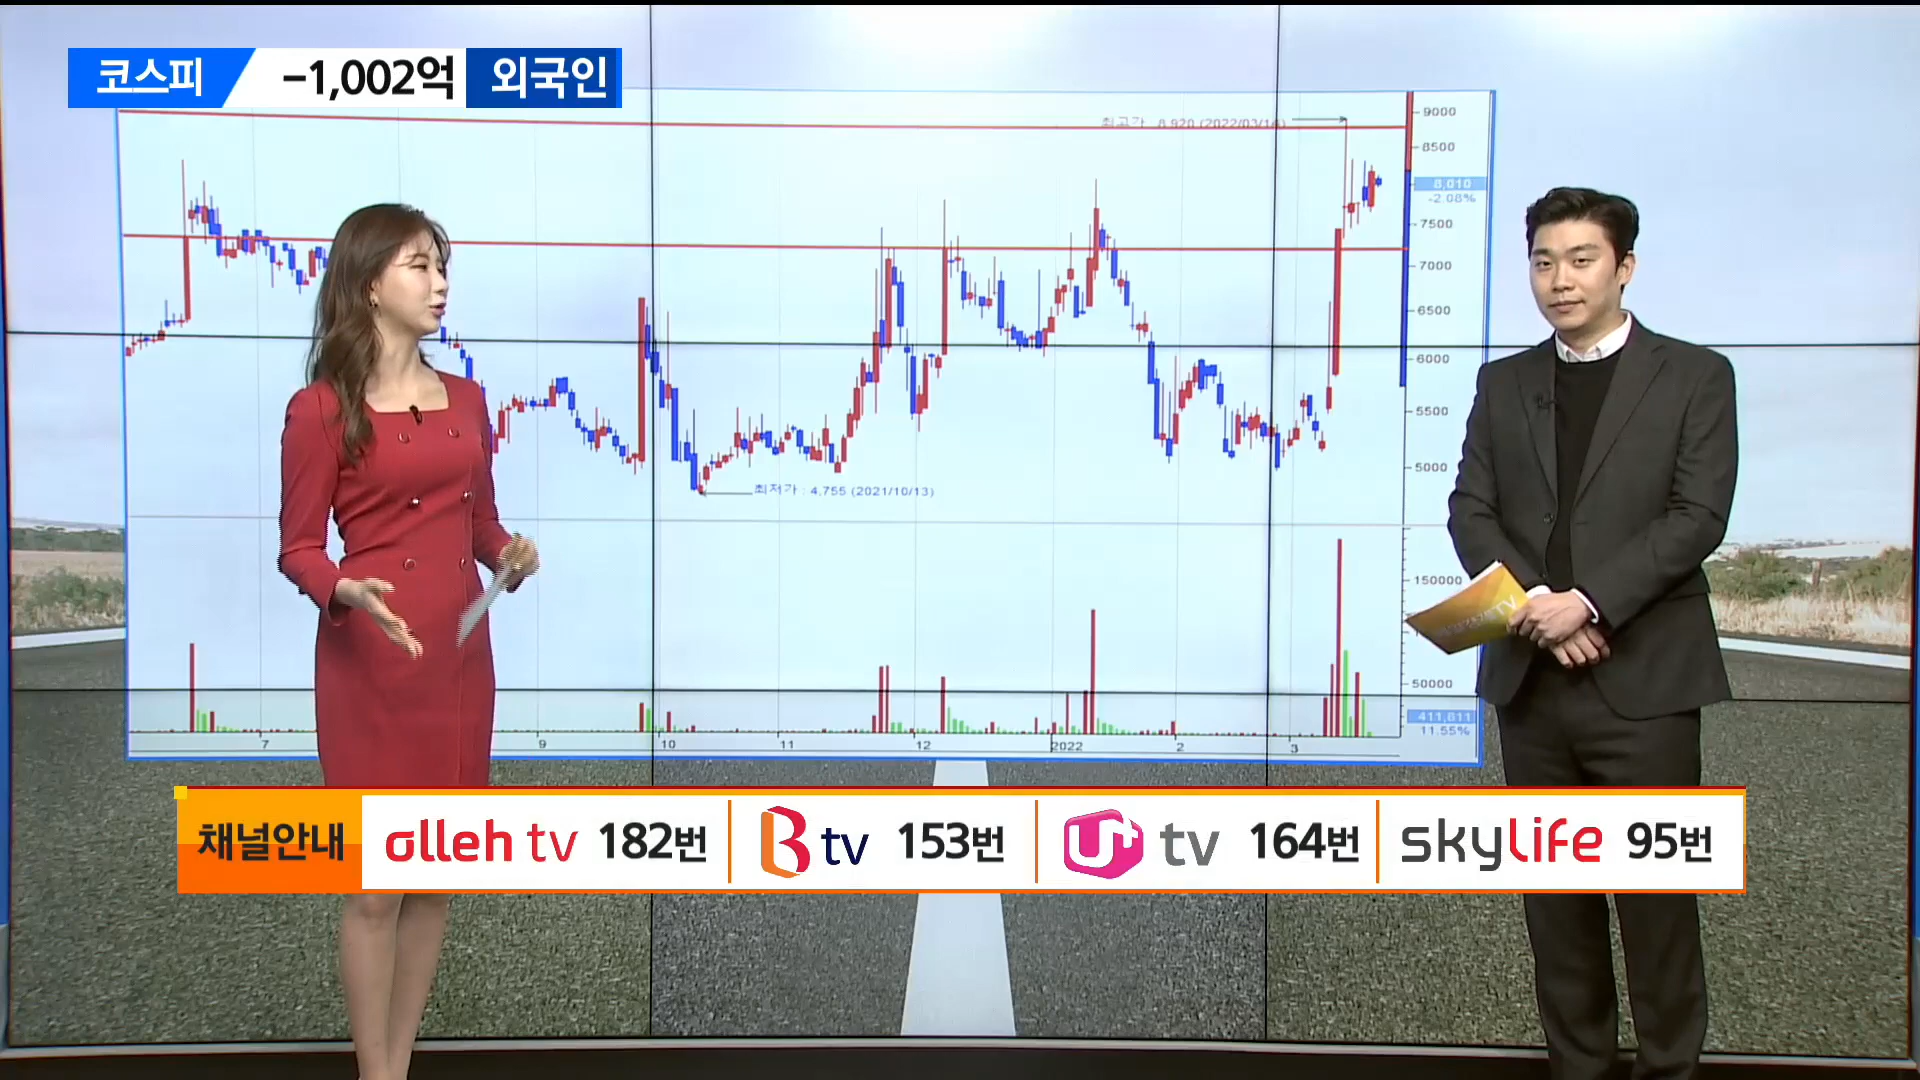 코스피 -1,002억 외국인
최고가 : 8,920 (2022/03/14)
9000
8500
8,010
-2.08%
7500
7000
6500
6000
5500
5000
최저가 : 4,755 (2021/10/13)
150000
50000
411,811
11.55%
7 9 10 11 12 2022 2 3
TV
채널안내 olleh tv 182번 B tv 153번 U+ tv 164번 skylife 95번